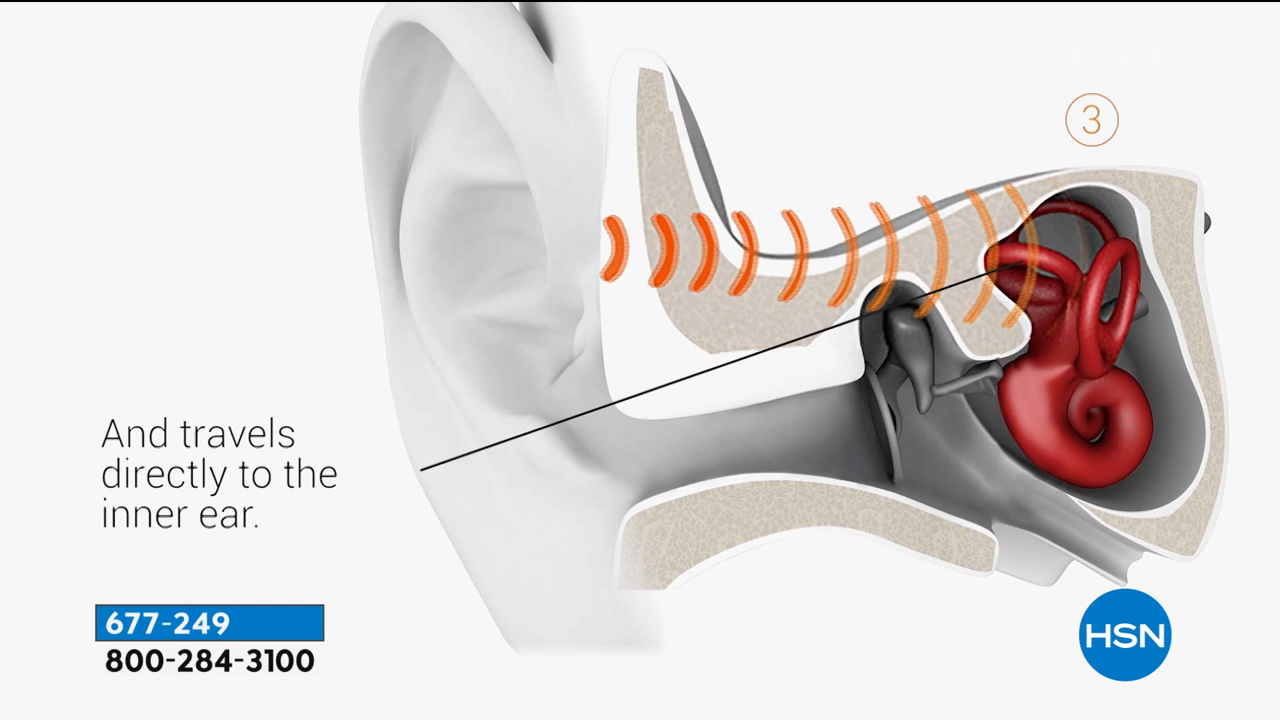 3
And travels
directly to the
inner ear.
677-249
800-284-3100
HSN